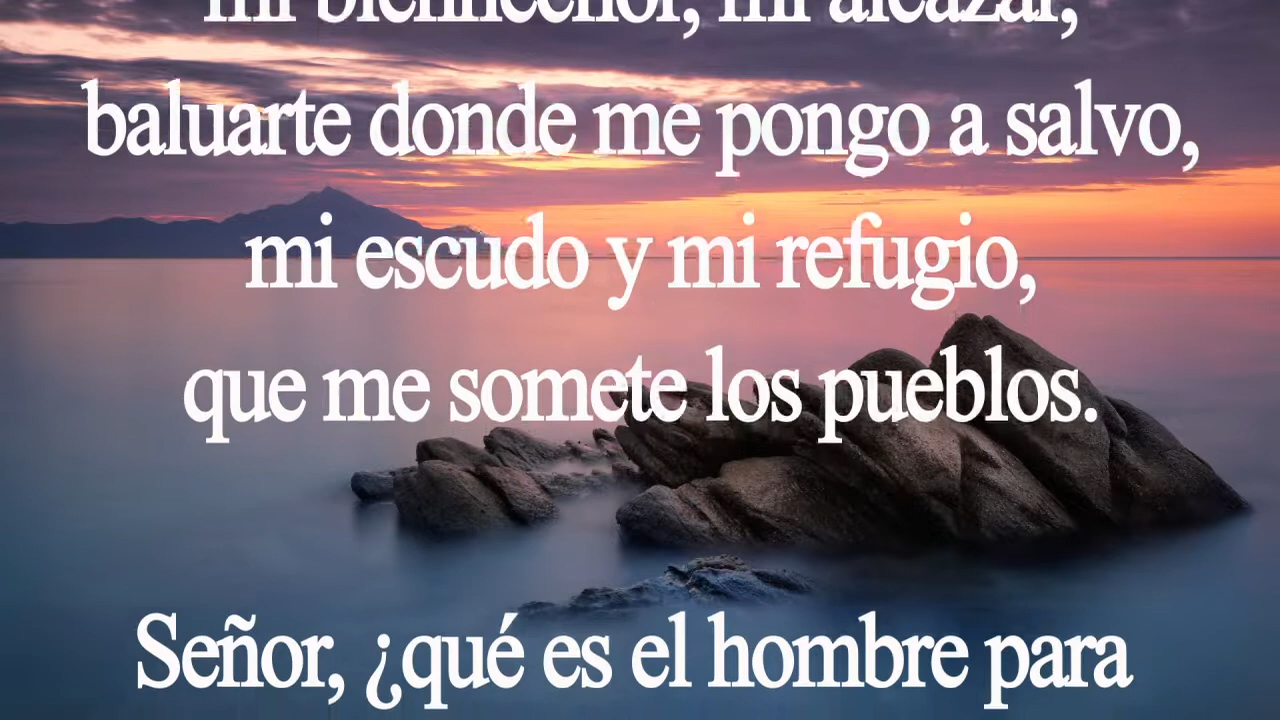 mi bienhechor, mi alcázar,
baluarte donde me pongo a salvo,
mi escudo y mi refugio,
que me somete los pueblos.
Señor, ¿qué es el hombre para